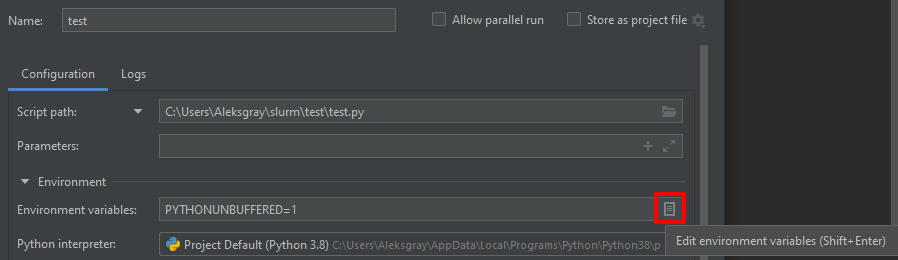 Name: test Allow parallel run Store as project file
Configuration Logs
Script path: C:\Users\Aleksgray\slurm\test\test.py
Parameters:
Environment
Environment variables: PYTHONUNBUFFERED=1
Python interpreter: Project Default (Python 3.8) C:\Users\Aleksgray\AppData\Local\Programs\Python\Python38\p
Edit environment variables (Shift+Enter)